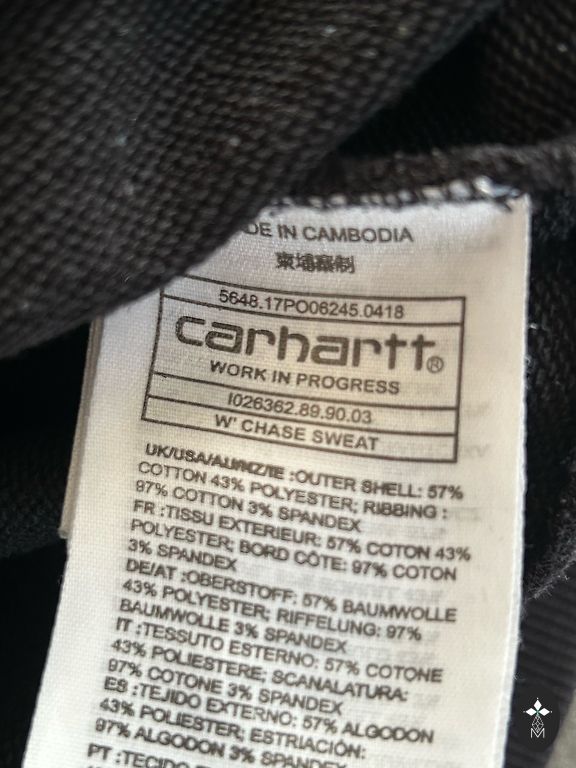 DE IN CAMBODIA
柬埔寨制
5648.17PO06245.0418
carhartt®
WORK IN PROGRESS
I026362.89.90.03
W' CHASE SWEAT
UK/USA/AU/NZ/IE :OUTER SHELL: 57%
COTTON 43% POLYESTER; RIBBING :
97% COTTON 3% SPANDEX
FR :TISSU EXTERIEUR: 57% COTON 43%
POLYESTER; BORD CÔTE: 97% COTON
3% SPANDEX
DE/AT :OBERSTOFF: 57% BAUMWOLLE
43% POLYESTER; RIFFELUNG: 97%
BAUMWOLLE 3% SPANDEX
IT :TESSUTO ESTERNO: 57% COTONE
43% POLIESTERE; SCANALATURA:
97% COTONE 3% SPANDEX
ES :TEJIDO EXTERNO: 57% ALGODON
43% POLIESTER; ESTRIACIÓN:
97% ALGODON 3% SPANDEX
PT :TECIDO